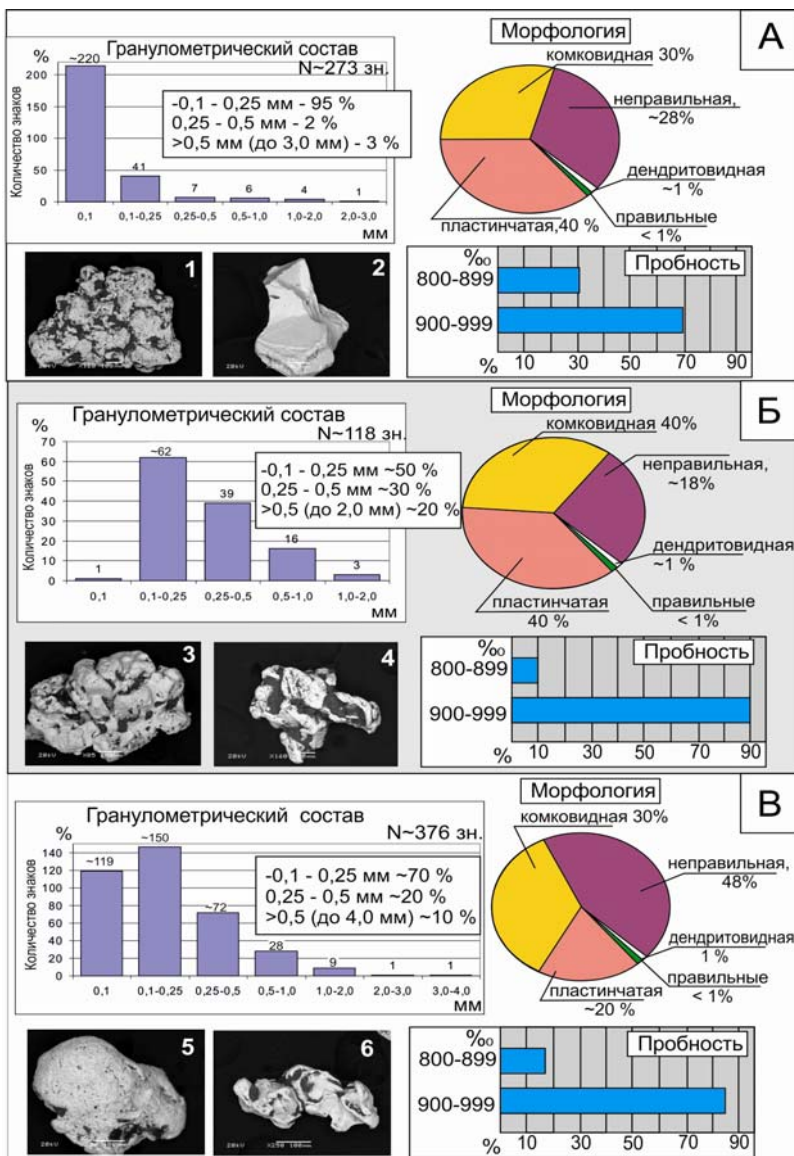 А
Гранулометрический состав
N~273 зн.
%
Количество знаков
200
150
100
50
0
~220
41
7
6
4
1
0,1
0,1-0,25
0,25-0,5
0,5-1,0
1,0-2,0
2,0-3,0
мм
-0,1 - 0,25 мм - 95 %
0,25 - 0,5 мм - 2 %
>0,5 мм (до 3,0 мм) - 3 %
Морфология
комковидная 30%
неправильная,
~28%
дендритовидная
~1 %
правильные
< 1%
пластинчатая,40 %
1
2
20kV
20kV
‰
Пробность
800-899
900-999
%
10
30
50
70
90
Б
Гранулометрический состав
N~118 зн.
%
Количество знаков
70
60
50
40
30
20
10
0
1
~62
39
16
3
0,1
0,1-0,25
0,25-0,5
0,5-1,0
1,0-2,0
мм
-0,1 - 0,25 мм ~50 %
0,25 - 0,5 мм ~30 %
>0,5 (до 2,0 мм) ~20 %
Морфология
комковидная 40%
неправильная,
~18%
дендритовидная
~1 %
правильные
< 1%
пластинчатая
40 %
3
4
20kV
20kV
‰
Пробность
800-899
900-999
%
10
30
50
70
90
В
Гранулометрический состав
N~376 зн.
%
Количество знаков
140
120
100
80
60
40
20
0
~119
~150
~72
28
9
1
1
0,1
0,1-0,25
0,25-0,5
0,5-1,0
1,0-2,0
2,0-3,0
3,0-4,0
мм
-0,1 - 0,25 мм ~70 %
0,25 - 0,5 мм ~20 %
>0,5 (до 4,0 мм) ~10 %
Морфология
комковидная 30%
неправильная,
48%
дендритовидная
1 %
правильные
< 1%
пластинчатая
~20 %
5
6
20kV
20kV
‰
Пробность
800-899
900-999
%
10
30
50
70
90